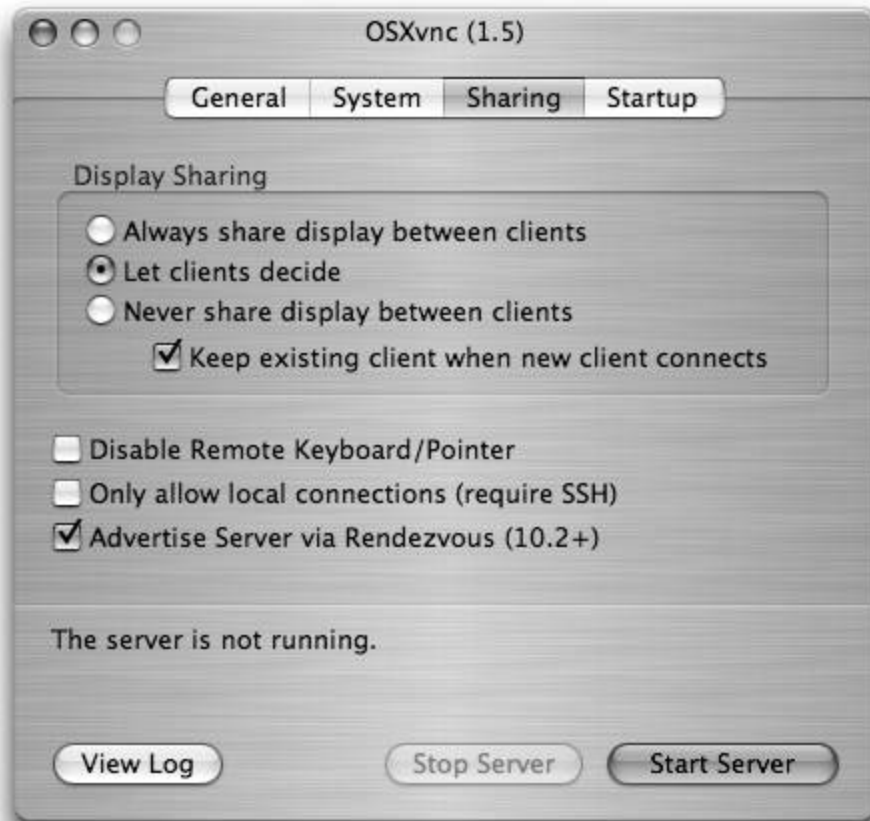 OSXvnc (1.5)
General System Sharing Startup
Display Sharing
Always share display between clients
Let clients decide
Never share display between clients
Keep existing client when new client connects
Disable Remote Keyboard/Pointer
Only allow local connections (require SSH)
Advertise Server via Rendezvous (10.2+)
The server is not running.
View Log Stop Server Start Server